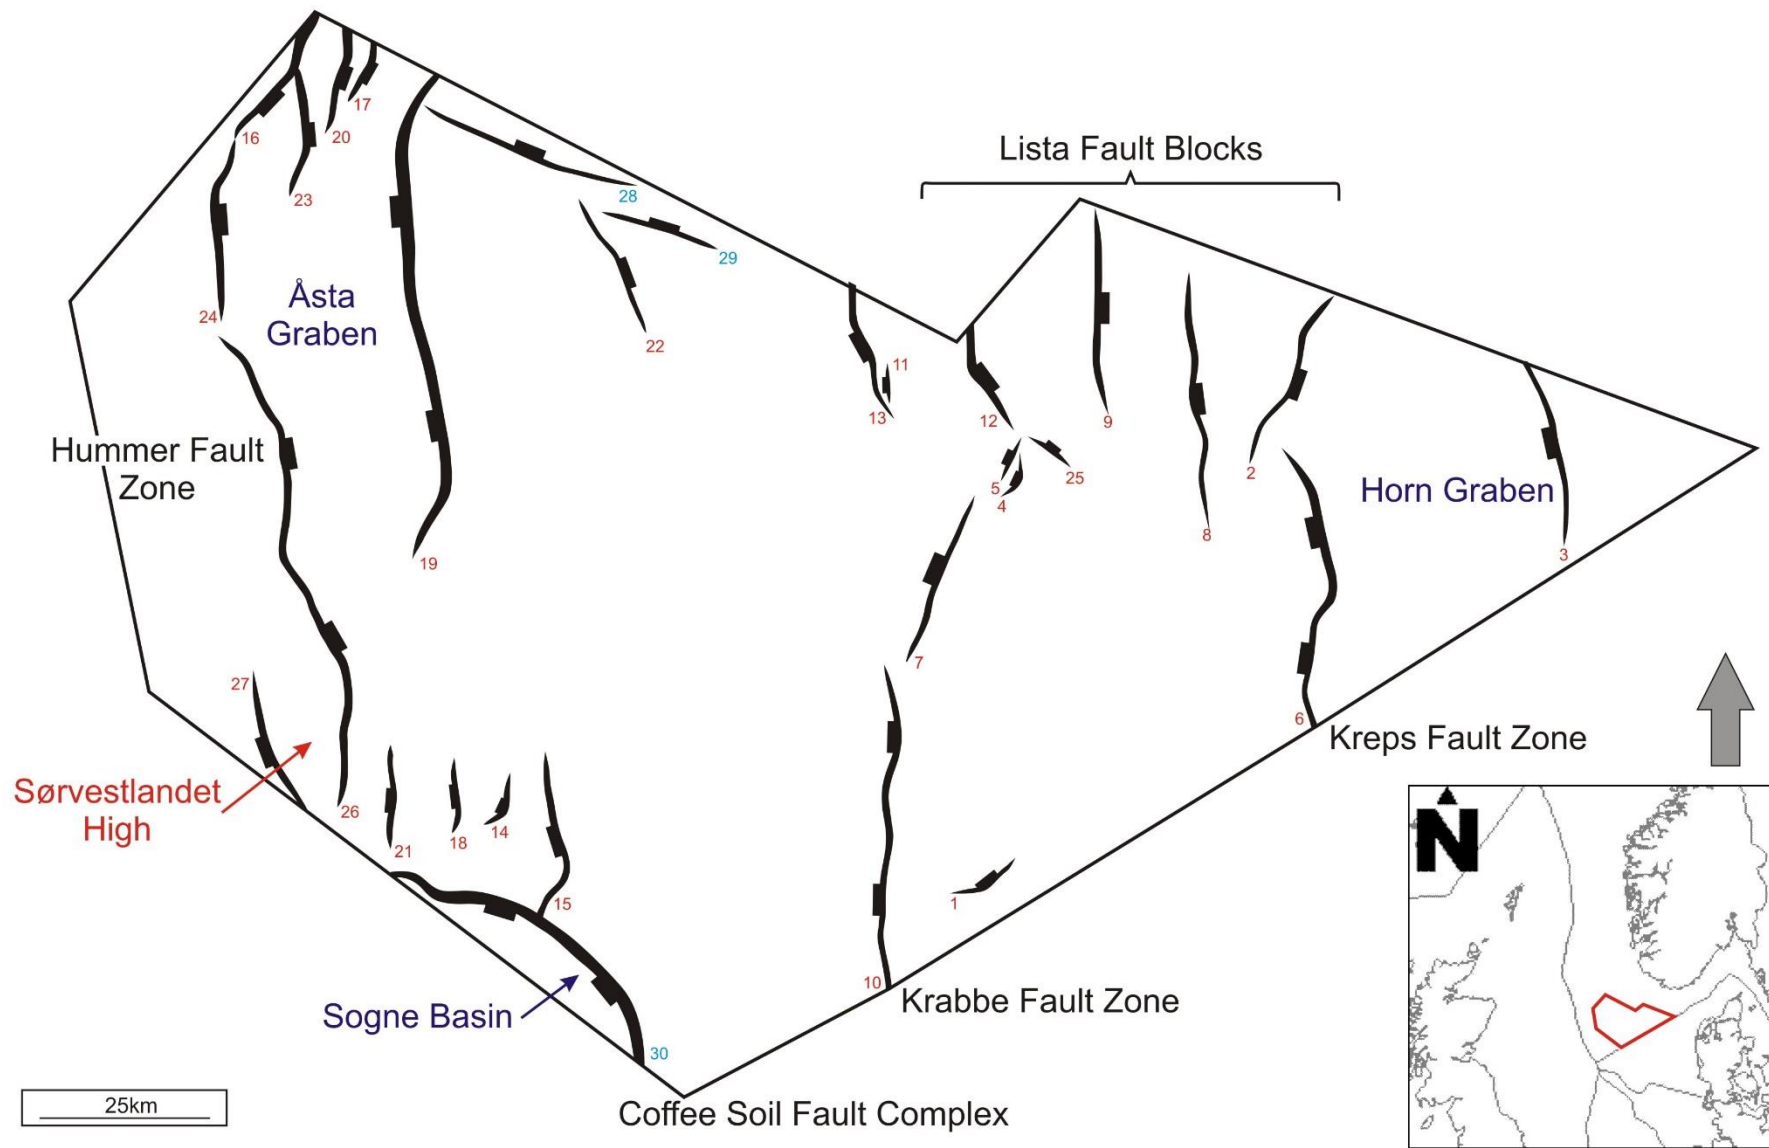 17
16
20
Lista Fault Blocks
23
28
29
Åsta
Graben
24
22
11
13
12
9
Hummer Fault
Zone
2
25
5
4
Horn Graben
8
3
19
7
27
6
Kreps Fault Zone
Sørvestlandet
High
26
18
14
21
N
15
1
10
Krabbe Fault Zone
Sogne Basin
30
25km
Coffee Soil Fault Complex